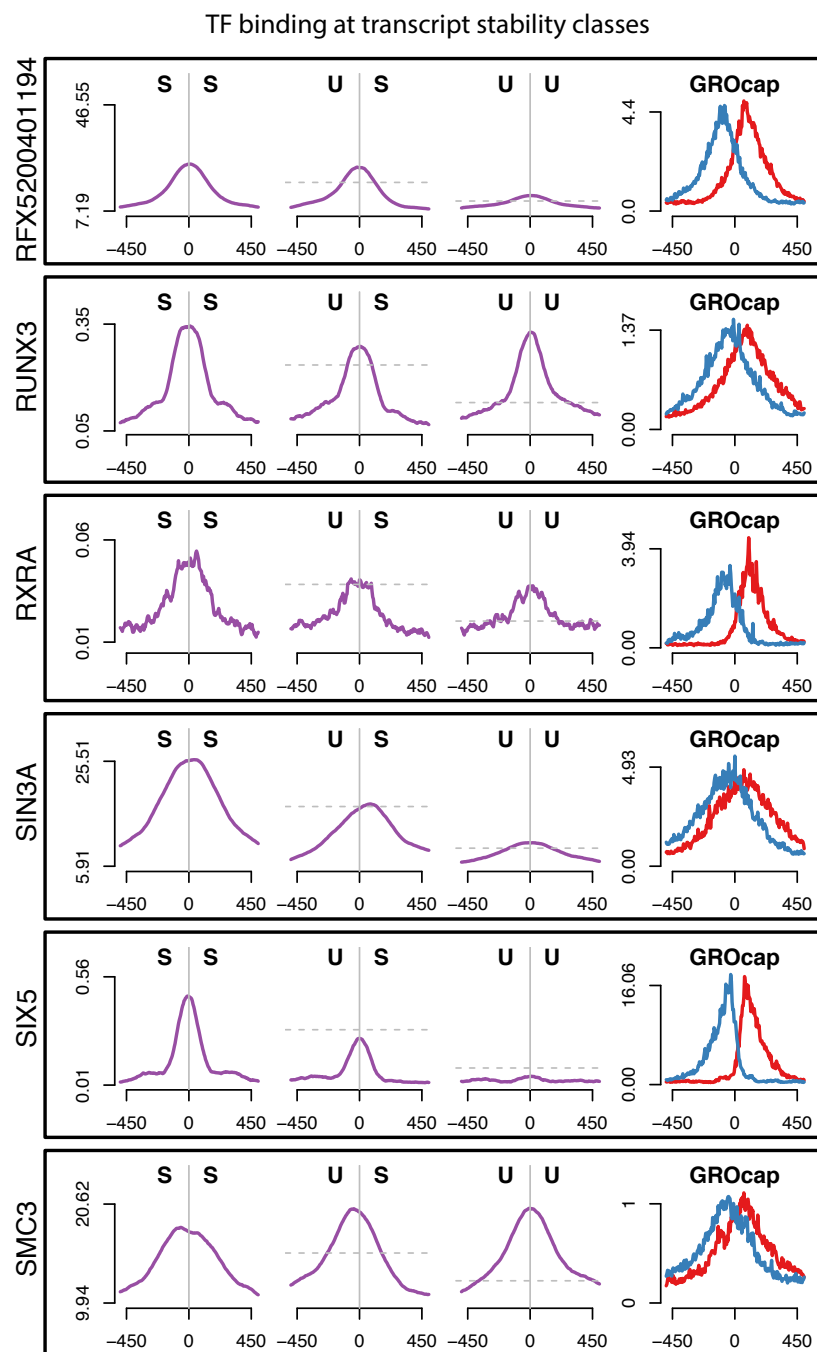 TF binding at transcript stability classes
RFX5200401194
S S
U S
U U
GROcap
46.55
7.19
4.4
0.0
−450 0 450
−450 0 450
−450 0 450
−450 0 450
RUNX3
S S
U S
U U
GROcap
0.35
0.05
1.37
0.00
−450 0 450
−450 0 450
−450 0 450
−450 0 450
RXRA
S S
U S
U U
GROcap
0.06
0.01
3.94
0.00
−450 0 450
−450 0 450
−450 0 450
−450 0 450
SIN3A
S S
U S
U U
GROcap
25.51
5.91
4.93
0.00
−450 0 450
−450 0 450
−450 0 450
−450 0 450
SIX5
S S
U S
U U
GROcap
0.56
0.01
16.06
0.00
−450 0 450
−450 0 450
−450 0 450
−450 0 450
SMC3
S S
U S
U U
GROcap
20.62
9.94
1
0
−450 0 450
−450 0 450
−450 0 450
−450 0 450